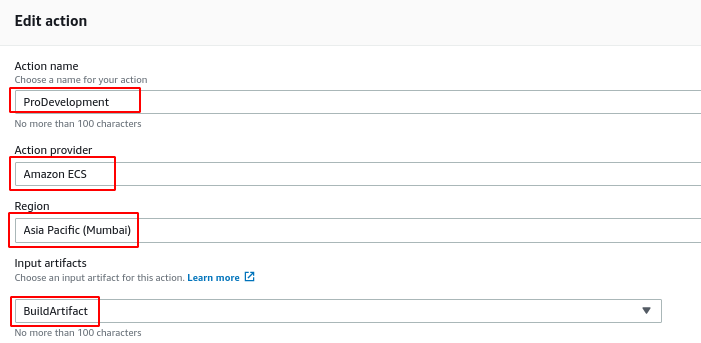 Edit action
Action name
Choose a name for your action
ProDevelopment
No more than 100 characters
Action provider
Amazon ECS
Region
Asia Pacific (Mumbai)
Input artifacts
Choose an input artifact for this action. Learn more
BuildArtifact
No more than 100 characters